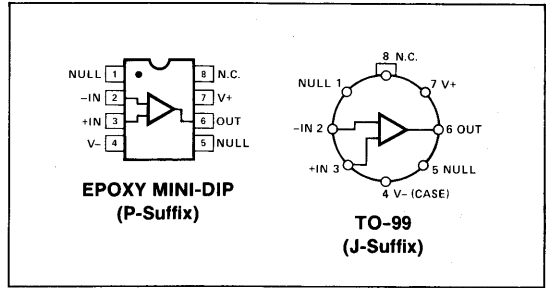 NULL 1
8 N.C.
-IN 2
7 V+
+IN 3
6 OUT
V- 4
5 NULL
EPOXY MINI-DIP
(P-Suffix)
8 N.C.
NULL 1
7 V+
-IN 2
6 OUT
+IN 3
5 NULL
4 V- (CASE)
TO-99
(J-Suffix)